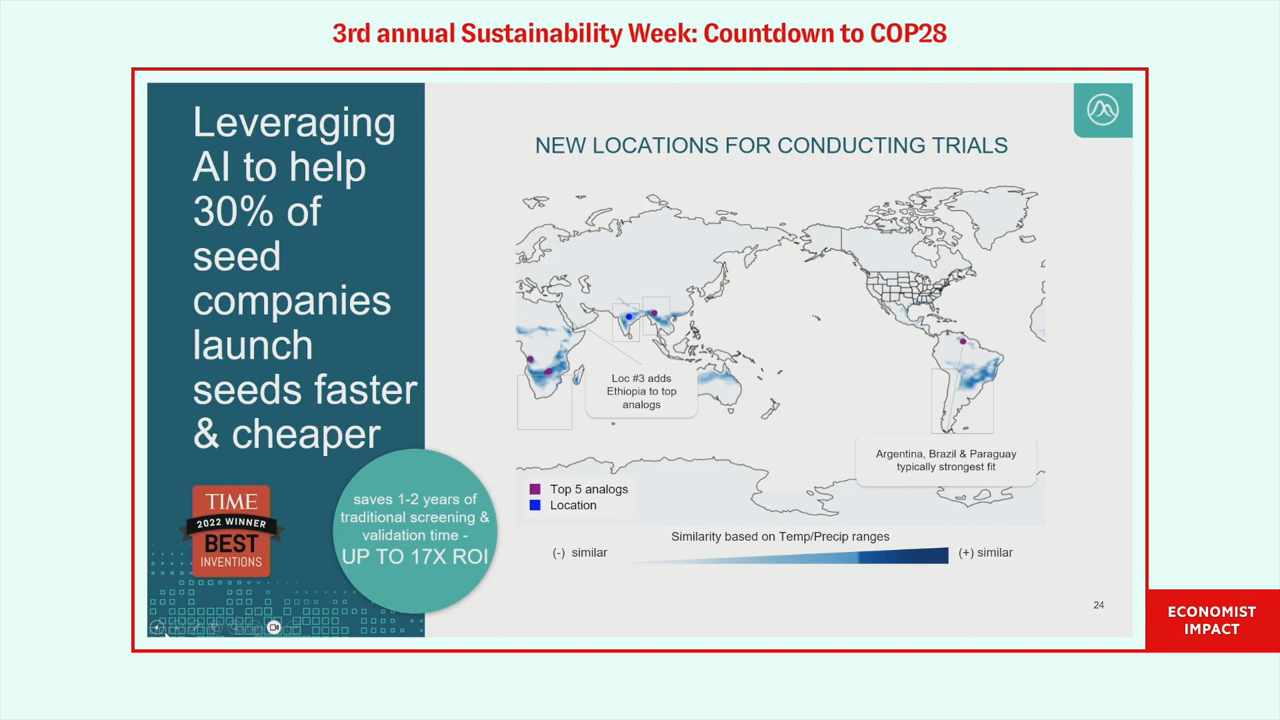 3rd annual Sustainability Week: Countdown to COP28
Leveraging
AI to help
30% of
seed
companies
launch
seeds faster
& cheaper
TIME
2022 WINNER
BEST
INVENTIONS
saves 1-2 years of
traditional screening &
validation time -
UP TO 17X ROI
NEW LOCATIONS FOR CONDUCTING TRIALS
Loc #3 adds
Ethiopia to top
analogs
Argentina, Brazil & Paraguay
typically strongest fit
Top 5 analogs
Location
Similarity based on Temp/Precip ranges
(-) similar
(+) similar
24
ECONOMIST
IMPACT